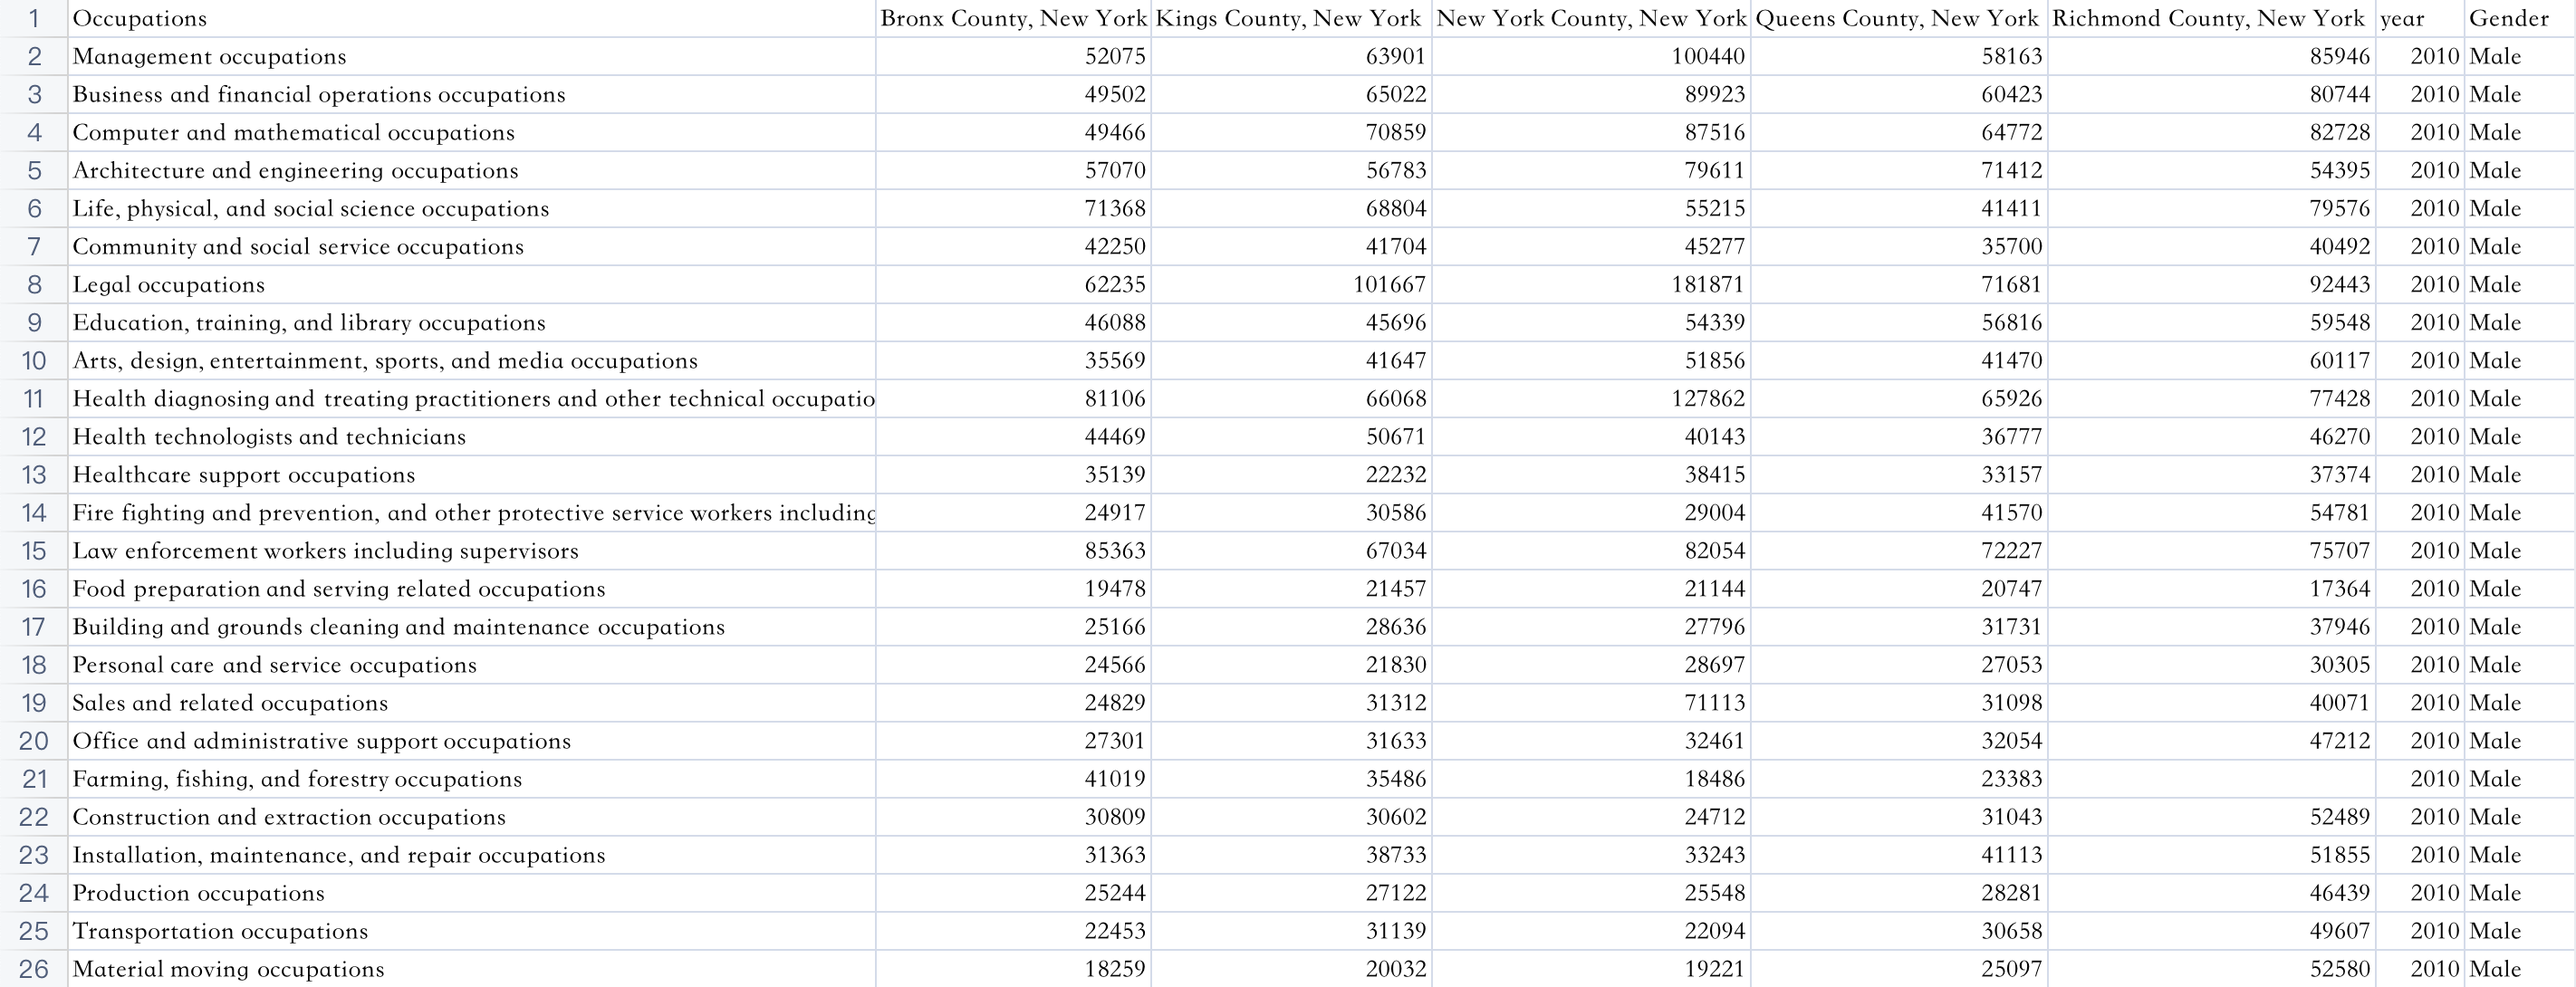 1 Occupations Bronx County, New York Kings County, New York New York County, New York Queens County, New York Richmond County, New York year Gender
2 Management occupations 52075 63901 100440 58163 85946 2010 Male
3 Business and financial operations occupations 49502 65022 89923 60423 80744 2010 Male
4 Computer and mathematical occupations 49466 70859 87516 64772 82728 2010 Male
5 Architecture and engineering occupations 57070 56783 79611 71412 54395 2010 Male
6 Life, physical, and social science occupations 71368 68804 55215 41411 79576 2010 Male
7 Community and social service occupations 42250 41704 45277 35700 40492 2010 Male
8 Legal occupations 62235 101667 181871 71681 92443 2010 Male
9 Education, training, and library occupations 46088 45696 54339 56816 59548 2010 Male
10 Arts, design, entertainment, sports, and media occupations 35569 41647 51856 41470 60117 2010 Male
11 Health diagnosing and treating practitioners and other technical occupatio 81106 66068 127862 65926 77428 2010 Male
12 Health technologists and technicians 44469 50671 40143 36777 46270 2010 Male
13 Healthcare support occupations 35139 22232 38415 33157 37374 2010 Male
14 Fire fighting and prevention, and other protective service workers including 24917 30586 29004 41570 54781 2010 Male
15 Law enforcement workers including supervisors 85363 67034 82054 72227 75707 2010 Male
16 Food preparation and serving related occupations 19478 21457 21144 20747 17364 2010 Male
17 Building and grounds cleaning and maintenance occupations 25166 28636 27796 31731 37946 2010 Male
18 Personal care and service occupations 24566 21830 28697 27053 30305 2010 Male
19 Sales and related occupations 24829 31312 71113 31098 40071 2010 Male
20 Office and administrative support occupations 27301 31633 32461 32054 47212 2010 Male
21 Farming, fishing, and forestry occupations 41019 35486 18486 23383 2010 Male
22 Construction and extraction occupations 30809 30602 24712 31043 52489 2010 Male
23 Installation, maintenance, and repair occupations 31363 38733 33243 41113 51855 2010 Male
24 Production occupations 25244 27122 25548 28281 46439 2010 Male
25 Transportation occupations 22453 31139 22094 30658 49607 2010 Male
26 Material moving occupations 18259 20032 19221 25097 52580 2010 Male